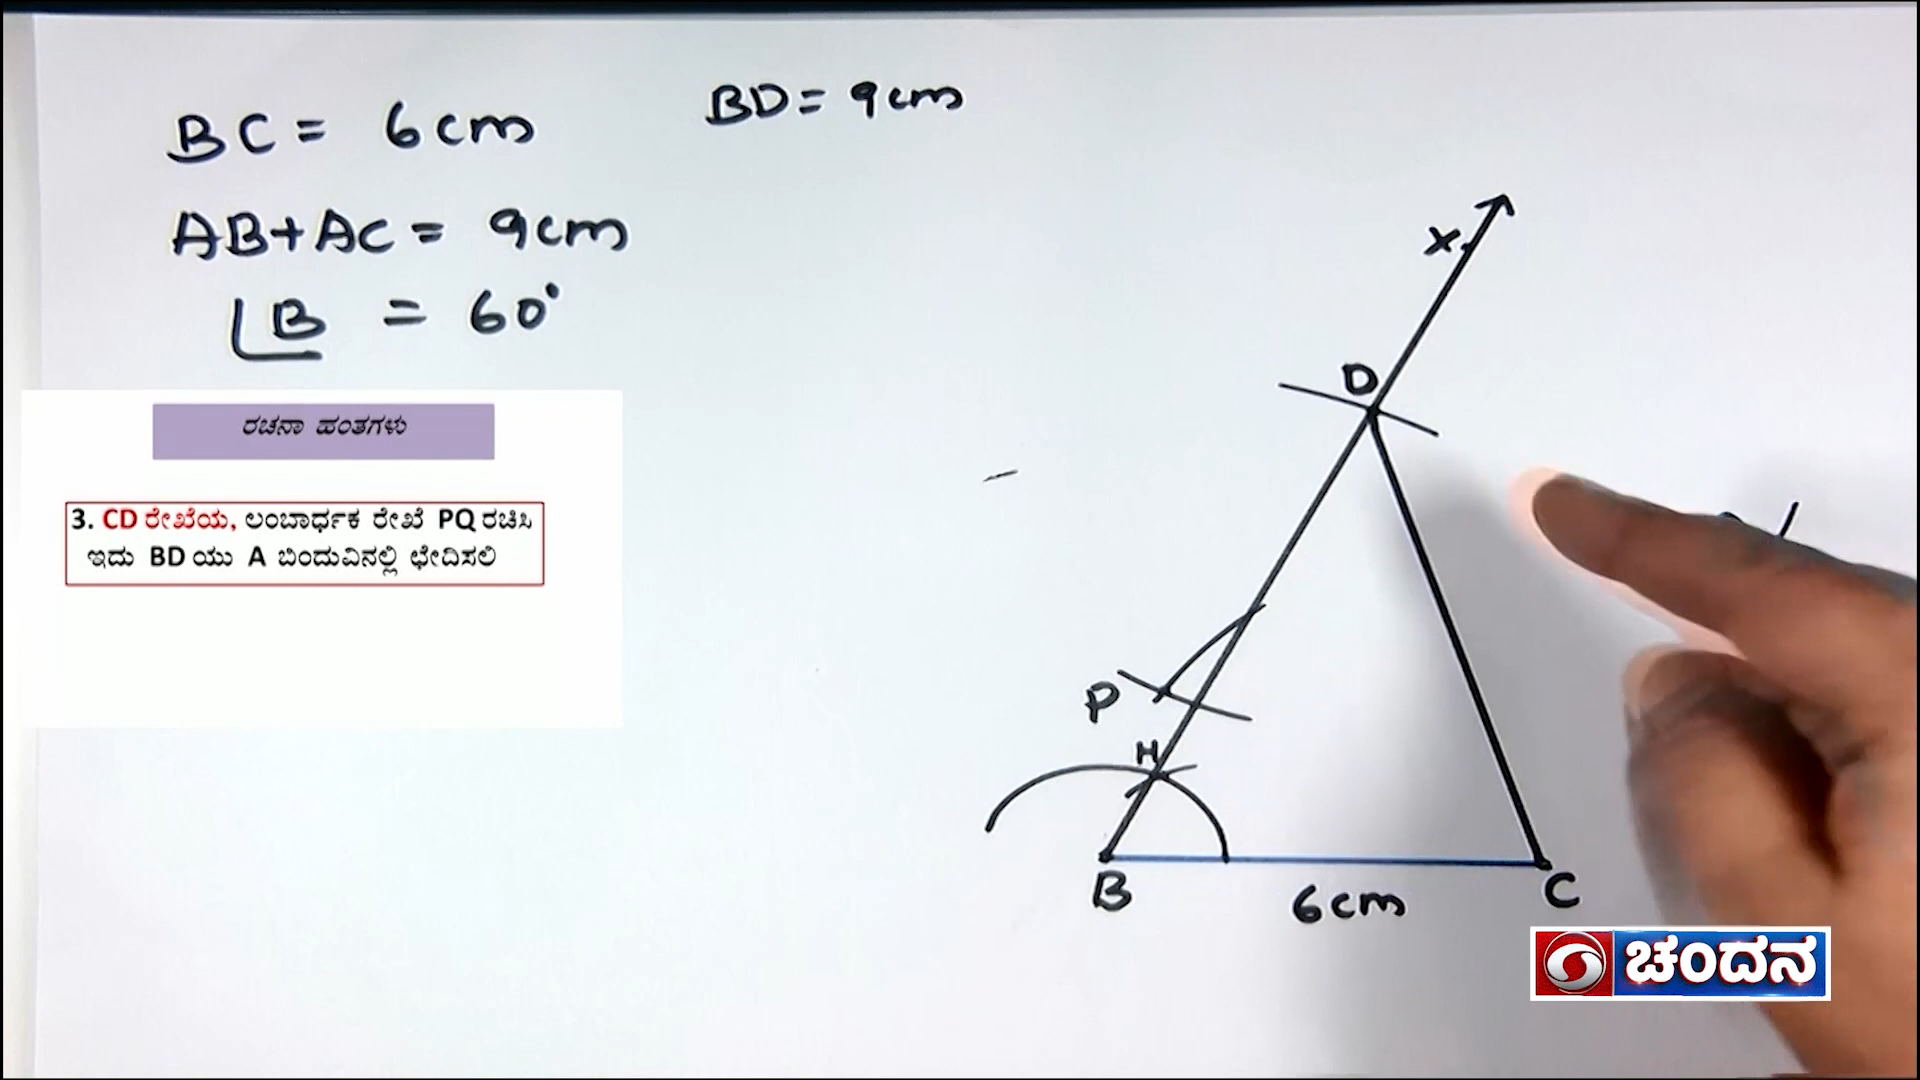 BC = 6cm
BD = 9cm
AB+AC = 9cm
∠B = 60°
ರಚನಾ ಹಂತಗಳು
3. CD ರೇಖೆಯ, ಲಂಬಾರ್ಧಕ ರೇಖೆ PQ ರಚಿಸಿ
ಇದು BD ಯು A ಬಿಂದುವಿನಲ್ಲಿ ಛೇದಿಸಲಿ
X
D
P
H
B
6cm
C
ಚಂದನ